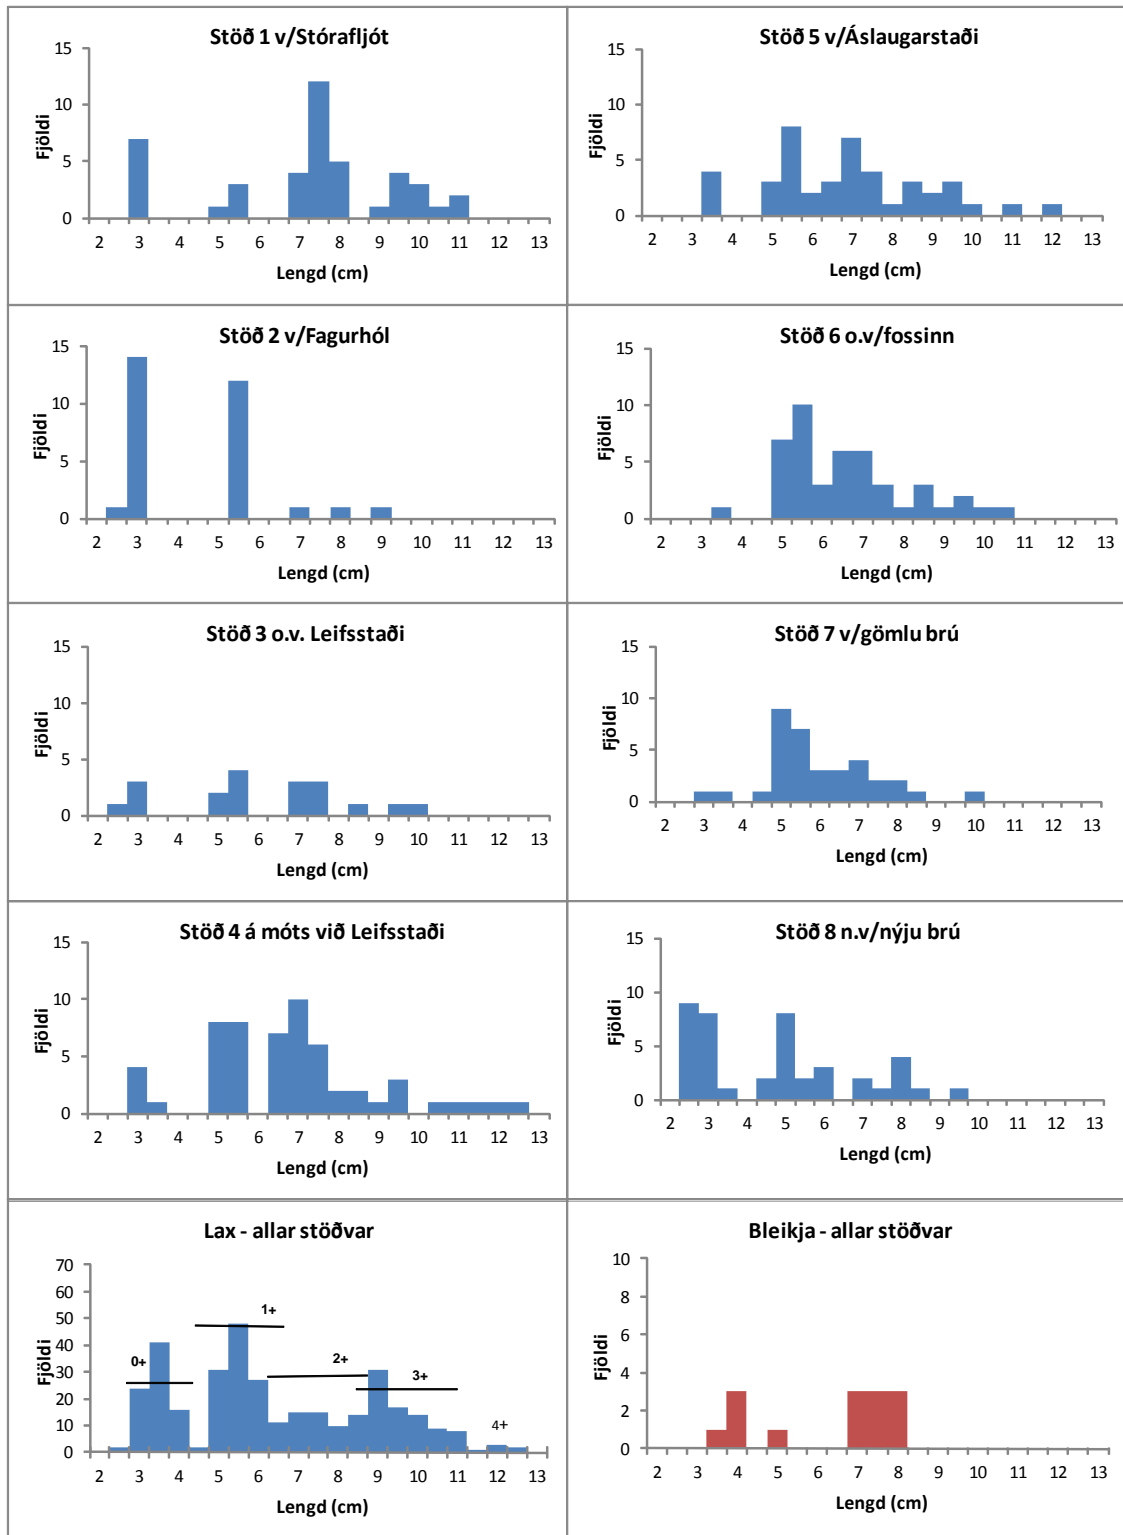 Stöð 1 v/Stórafljót
15
10
5
0
Fjöldi
2 3 4 5 6 7 8 9 10 11 12 13
Lengd (cm)
Stöð 5 v/Áslaugarstaði
15
10
5
0
Fjöldi
2 3 4 5 6 7 8 9 10 11 12 13
Lengd (cm)
Stöð 2 v/Fagurhól
15
10
5
0
Fjöldi
2 3 4 5 6 7 8 9 10 11 12 13
Lengd (cm)
Stöð 6 o.v/fossinn
15
10
5
0
Fjöldi
2 3 4 5 6 7 8 9 10 11 12 13
Lengd (cm)
Stöð 3 o.v. Leifsstaði
15
10
5
0
Fjöldi
2 3 4 5 6 7 8 9 10 11 12 13
Lengd (cm)
Stöð 7 v/gömlu brú
15
10
5
0
Fjöldi
2 3 4 5 6 7 8 9 10 11 12 13
Lengd (cm)
Stöð 4 á móts við Leifsstaði
15
10
5
0
Fjöldi
2 3 4 5 6 7 8 9 10 11 12 13
Lengd (cm)
Stöð 8 n.v/nýju brú
15
10
5
0
Fjöldi
2 3 4 5 6 7 8 9 10 11 12 13
Lengd (cm)
Lax - allar stöðvar
70
60
50
40
30
20
10
0
Fjöldi
0+
1+
2+
3+
4+
2 3 4 5 6 7 8 9 10 11 12 13
Lengd (cm)
Bleikja - allar stöðvar
10
8
6
4
2
0
Fjöldi
2 3 4 5 6 7 8 9 10 11 12 13
Lengd (cm)